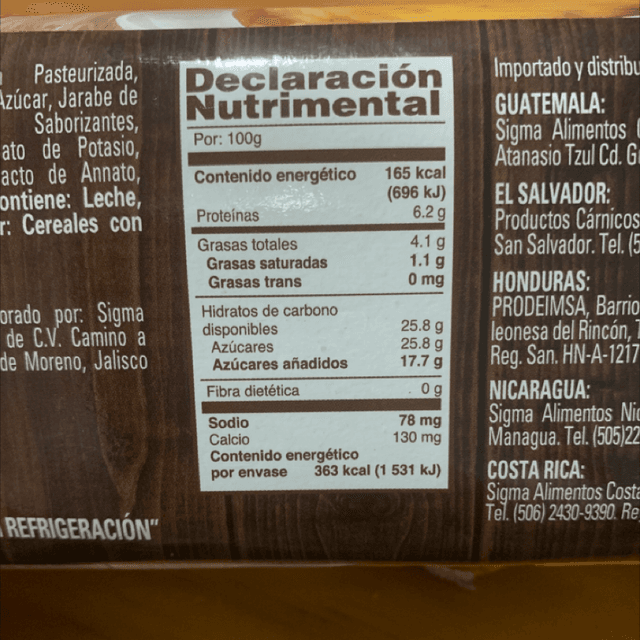 Pasteurizada,
Azúcar, Jarabe de
Saborizantes,
ato de Potasio,
acto de Annato,
ontiene: Leche,
r: Cereales con
orado por: Sigma
de C.V. Camino a
de Moreno, Jalisco
REFRIGERACIÓN"
Declaración
Nutrimental
Por: 100g
Contenido energético 165 kcal
(696 kJ)
Proteínas 6.2 g
Grasas totales 4.1 g
Grasas saturadas 1.1 g
Grasas trans 0 mg
Hidratos de carbono
disponibles 25.8 g
Azúcares 25.8 g
Azúcares añadidos 17.7 g
Fibra dietética 0 g
Sodio 78 mg
Calcio 130 mg
Contenido energético
por envase 363 kcal (1 531 kJ)
Importado y distribu
GUATEMALA:
Sigma Alimentos
Atanasio Tzul Cd. G
EL SALVADOR:
Productos Cárnicos
San Salvador. Tel. (5
HONDURAS:
PRODEIMSA, Barrio
leonesa del Rincón,
Reg. San. HN-A-1217
NICARAGUA:
Sigma Alimentos Nic
Managua. Tel. (505)22
COSTA RICA:
Sigma Alimentos Costa
Tel. (506) 2430-9390. Re